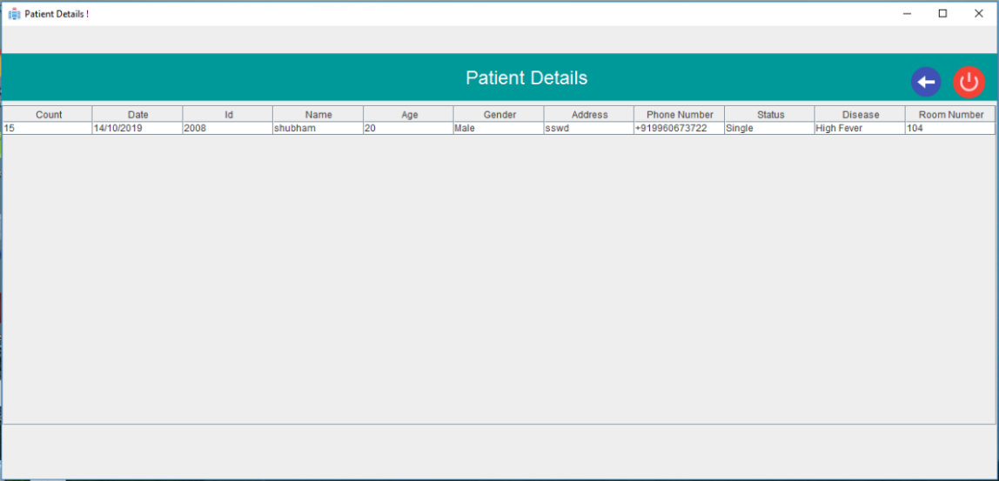 Patient Details !
Patient Details
Count Date Id Name Age Gender Address Phone Number Status Disease Room Number
15 14/10/2019 2008 shubham 20 Male sswd +919960673722 Single High Fever 104